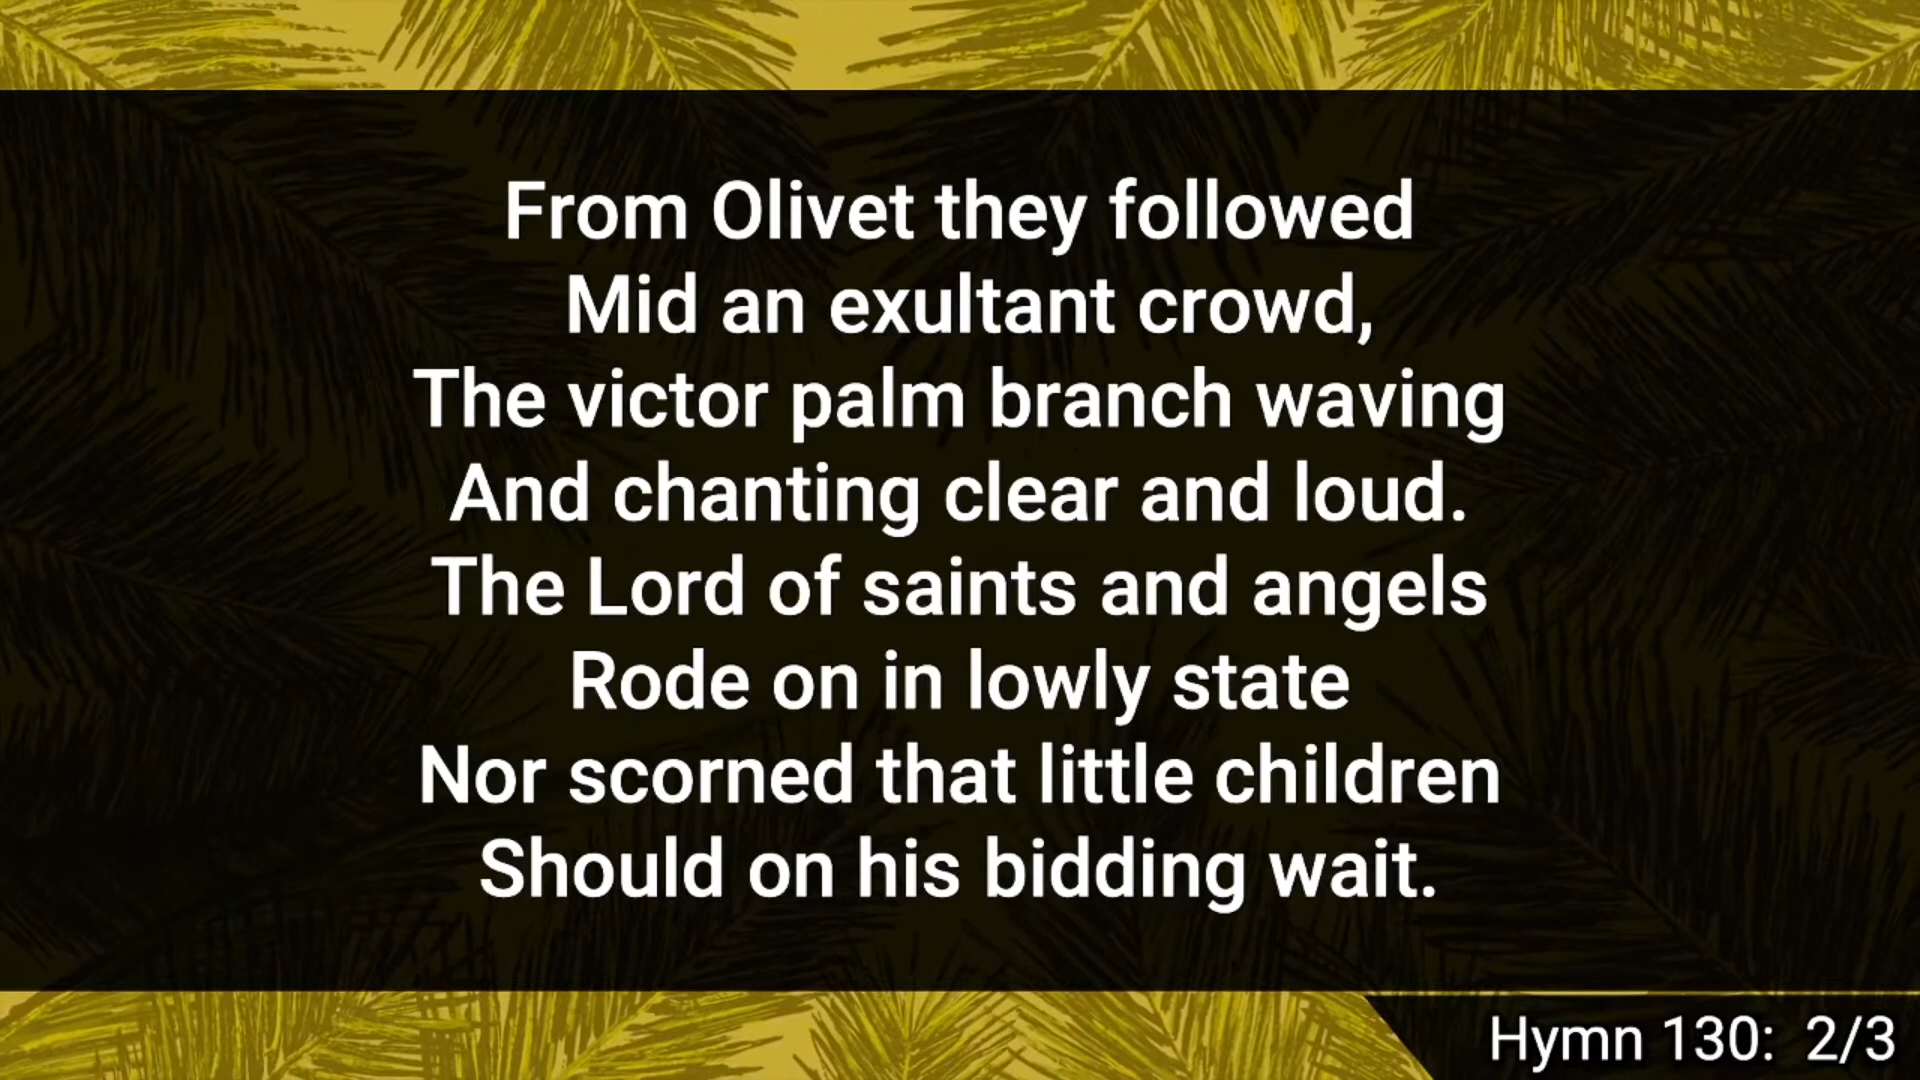 From Olivet they followed
Mid an exultant crowd,
The victor palm branch waving
And chanting clear and loud.
The Lord of saints and angels
Rode on in lowly state
Nor scorned that little children
Should on his bidding wait.
Hymn 130: 2/3